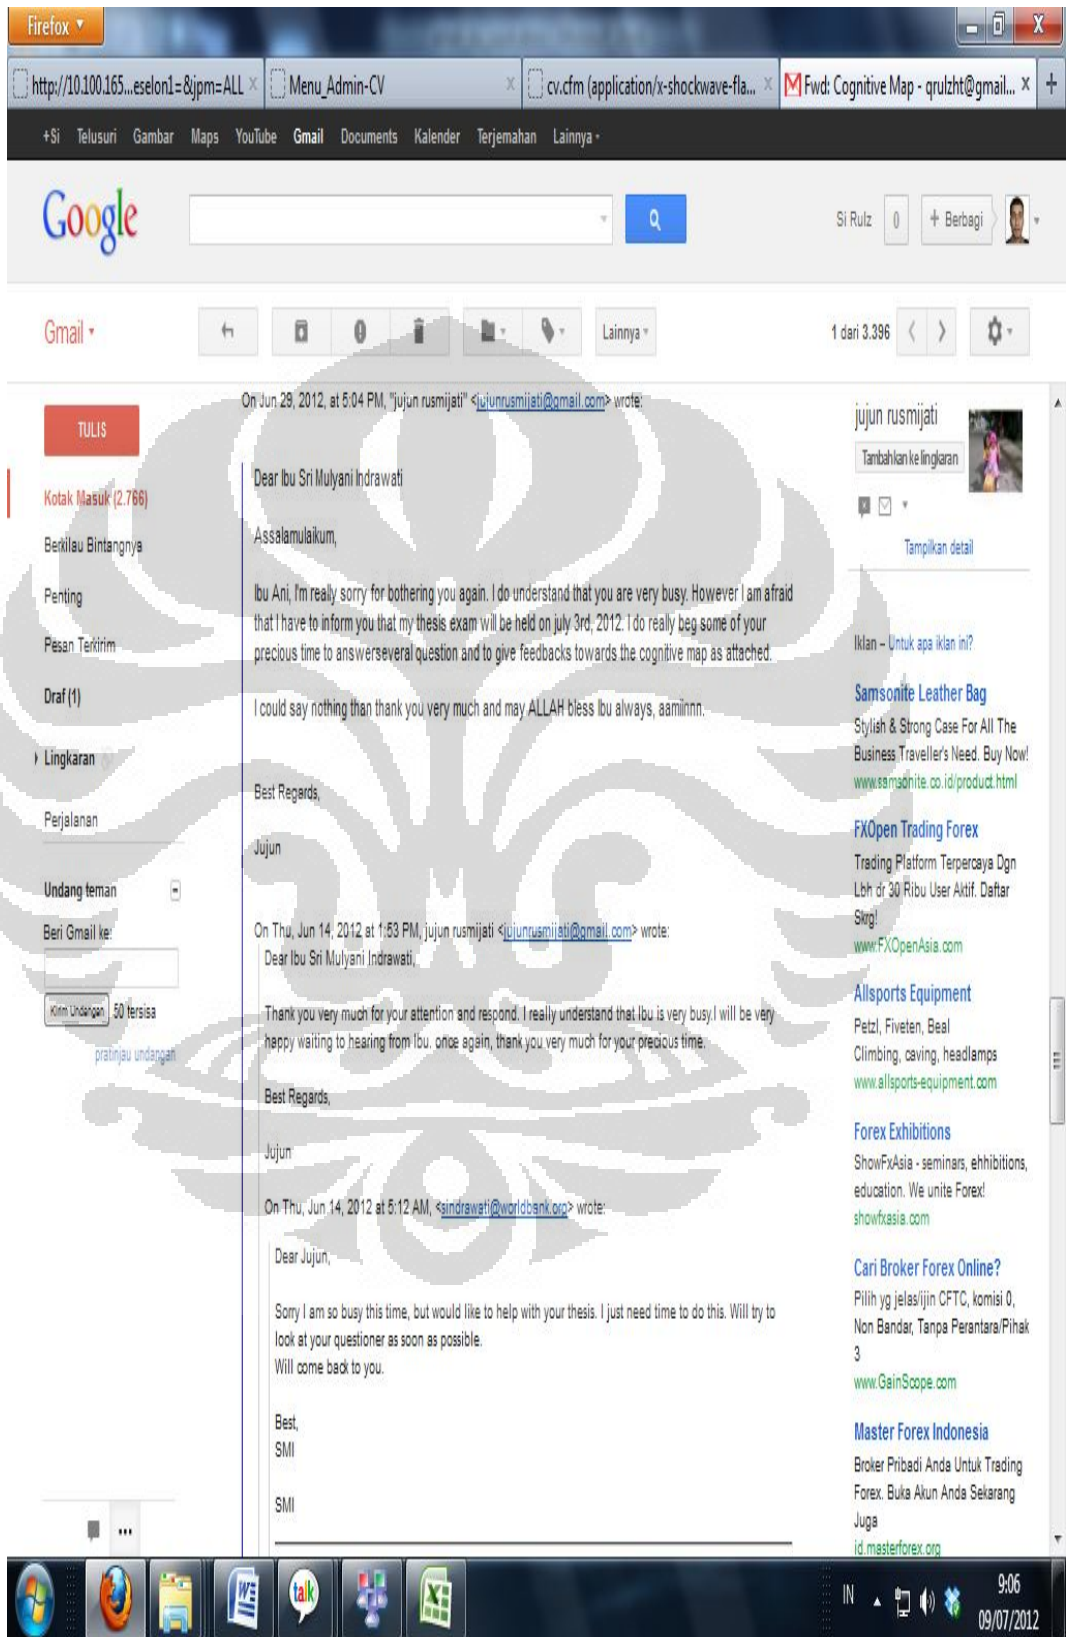 Firefox
http://10.100.165...eselon1=&jpm=ALL
Menu_Admin-CV
cv.cfm (application/x-shockwave-fla...
Fwd: Cognitive Map - qrulzht@gmail...
+Si Telusuri Gambar Maps YouTube Gmail Documents Kalender Terjemahan Lainnya
Google
Si Rulz 0 + Berbagi
Gmail
Lainnya
1 dari 3.396
TULIS
Kotak Masuk (2.766)
Berkilau Bintangnya
Penting
Pesan Terkirim
Draf (1)
Lingkaran
Perjalanan
Undang teman
Beri Gmail ke:
Kirim Undangan 50 tersisa
pratinjau undangan
On Jun 29, 2012, at 5:04 PM, "jujun rusmijati" <jujunrusmijati@gmail.com> wrote:
Dear Ibu Sri Mulyani Indrawati
Assalamulaikum,
Ibu Ani, I'm really sorry for bothering you again. I do understand that you are very busy. However I am afraid
that I have to inform you that my thesis exam will be held on july 3rd, 2012. I do really beg some of your
precious time to answerseveral question and to give feedbacks towards the cognitive map as attached.
I could say nothing than thank you very much and may ALLAH bless Ibu always, aamiinnn.
Best Regards,
Jujun
On Thu, Jun 14, 2012 at 1:53 PM, jujun rusmijati <jujunrusmijati@gmail.com> wrote:
Dear Ibu Sri Mulyani Indrawati,
Thank you very much for your attention and respond. I really understand that Ibu is very busy.I will be very
happy waiting to hearing from Ibu. once again, thank you very much for your precious time.
Best Regards,
Jujun
On Thu, Jun 14, 2012 at 5:12 AM, <sindrawati@worldbank.org> wrote:
Dear Jujun,
Sorry I am so busy this time, but would like to help with your thesis. I just need time to do this. Will try to
look at your questioner as soon as possible.
Will come back to you.
Best,
SMI
SMI
jujun rusmijati
Tambahkan ke lingkaran
Tampilkan detail
Iklan – Untuk apa iklan ini?
Samsonite Leather Bag
Stylish & Strong Case For All The
Business Traveller's Need. Buy Now!
www.samsonite.co.id/product.html
FXOpen Trading Forex
Trading Platform Terpercaya Dgn
Lbh dr 30 Ribu User Aktif. Daftar
Skrg!
www.FXOpenAsia.com
Allsports Equipment
Petzl, Fiveten, Beal
Climbing, caving, headlamps
www.allsports-equipment.com
Forex Exhibitions
ShowFxAsia - seminars, ehhibitions,
education. We unite Forex!
showfxasia.com
Cari Broker Forex Online?
Pilih yg jelas/ijin CFTC, komisi 0,
Non Bandar, Tanpa Perantara/Pihak
3
www.GainScope.com
Master Forex Indonesia
Broker Pribadi Anda Untuk Trading
Forex. Buka Akun Anda Sekarang
Juga
id.masterforex.org
talk
IN
9:06
09/07/2012